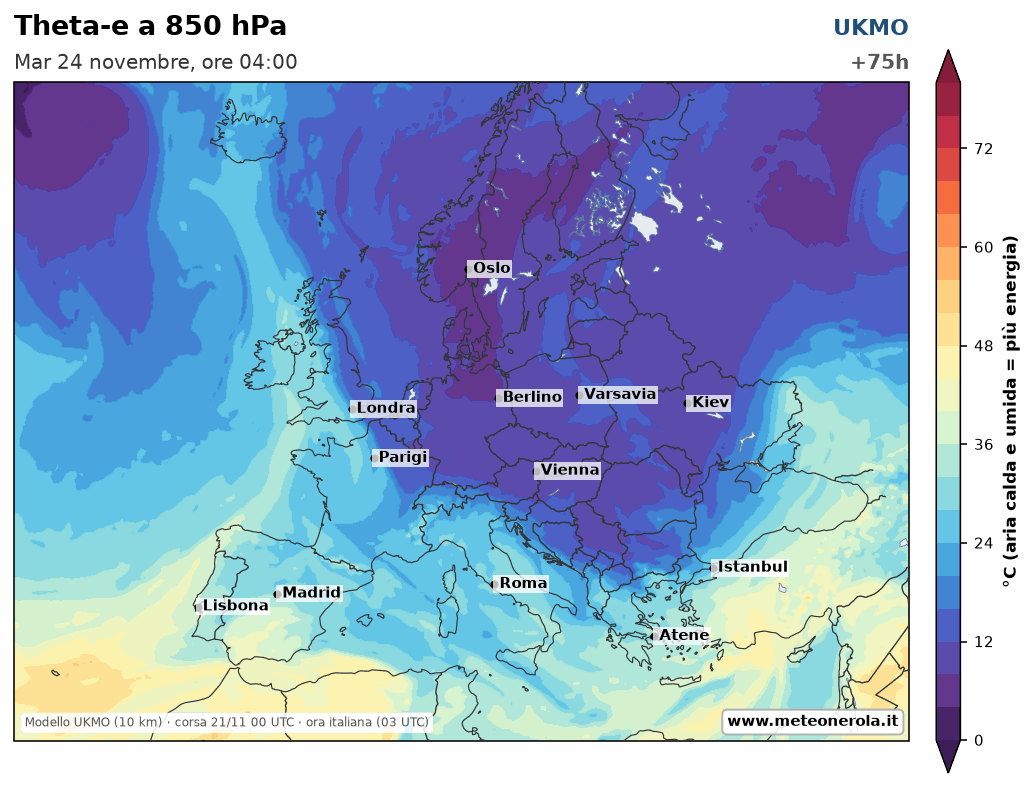 Theta-e a 850 hPa
UKMO
Mar 24 novembre, ore 04:00
+75h
72
60
48
36
24
12
0
°C (aria calda e umida = più energia)
Oslo
Berlino
Varsavia
Kiev
Londra
Parigi
Vienna
Istanbul
Roma
Madrid
Lisbona
Atene
Modello UKMO (10 km) · corsa 21/11 00 UTC · ora italiana (03 UTC)
www.meteonerola.it